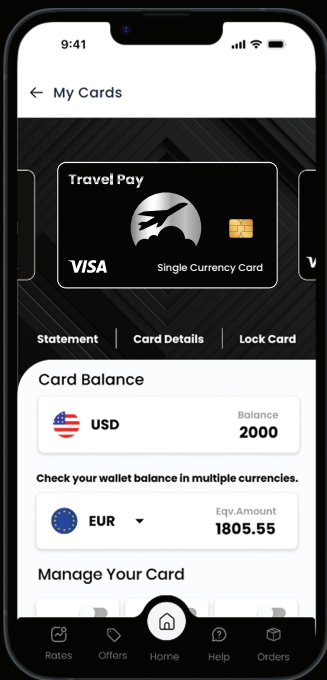 9:41
My Cards
Travel Pay
VISA
Single Currency Card
V
Statement
Card Details
Lock Card
Card Balance
USD
Balance
2000
Check your wallet balance in multiple currencies.
EUR
Eqv.Amount
1805.55
Manage Your Card
Rates
Offers
Home
Help
Orders